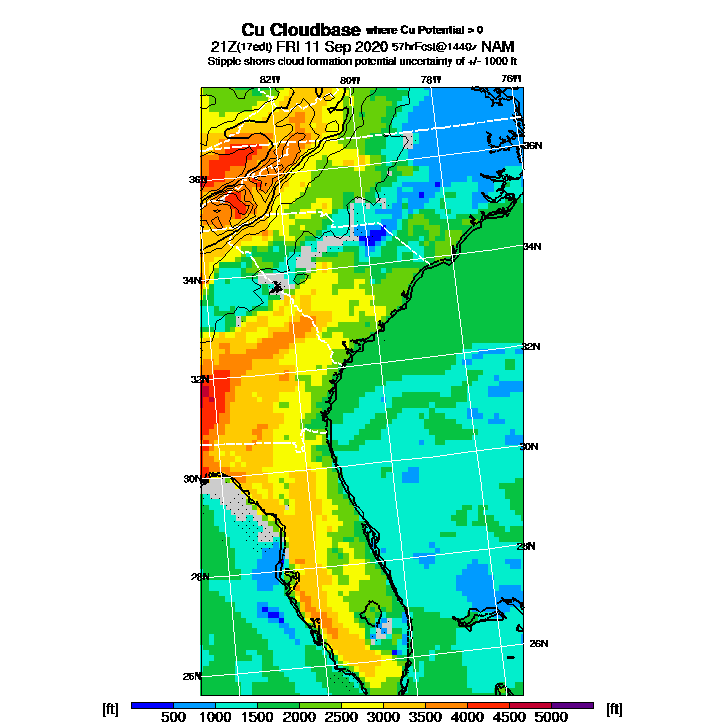 Cu Cloudbase where Cu Potential > 0
21Z(17edt) FRI 11 Sep 2020 57hrFcst@1440z NAM
Stipple shows cloud formation potential uncertainty of +/- 1000 ft
82W 80W 78W 76W
36N
36N
34N
34N
32N
32N
30N
30N
28N
28N
26N
26N
[ft] 500 1000 1500 2000 2500 3000 3500 4000 4500 5000 [ft]